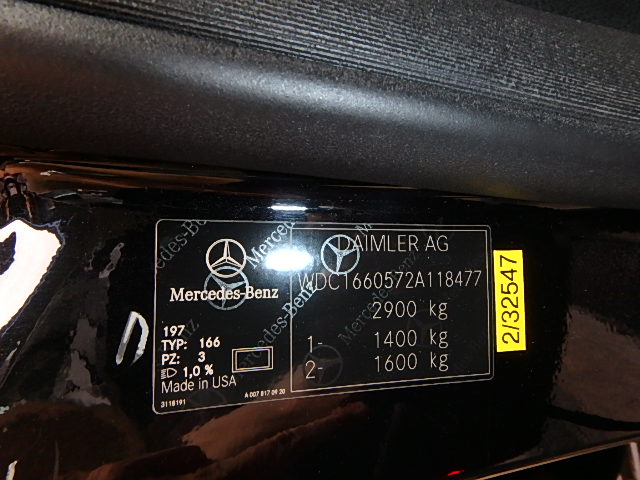 Mercedes-Benz
197
TYP: 166
PZ: 3
1,0 %
Made in USA
3118191
A 007 817 09 20
DAIMLER AG
WDC1660572A118477
2900 kg
1- 1400 kg
2- 1600 kg
2/32547